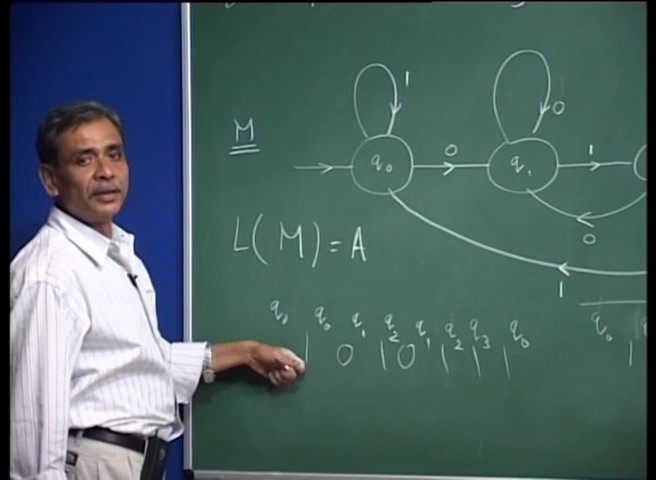 1 0
M q₀ 0 q₁ 1
0
L(M) = A
1
q₀ q₀ q₁ q₂ q₁ q₂ q₃ q₀ q₀
1 0 1 0 1 1 1 1